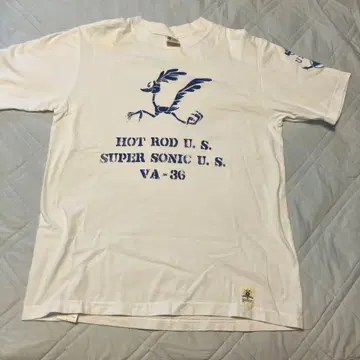 HOT ROD U. S.
SUPER SONIC U. S.
VA-36